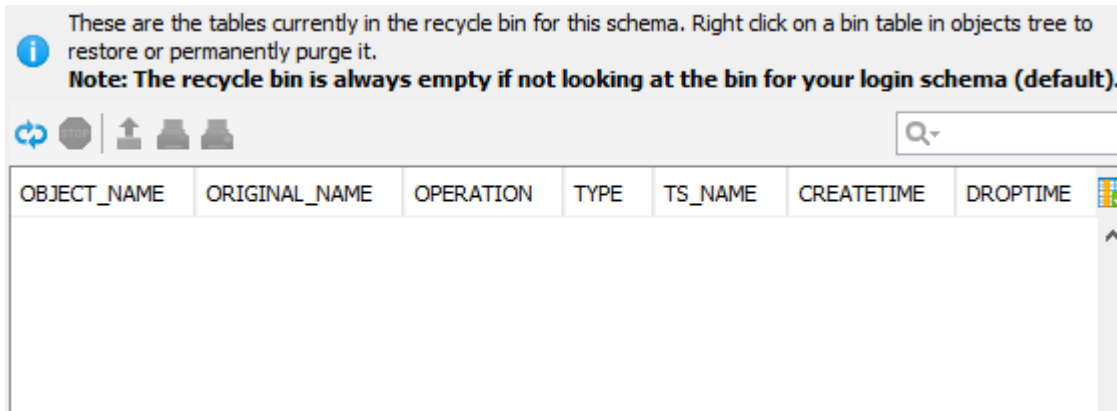 These are the tables currently in the recycle bin for this schema. Right click on a bin table in objects tree to
restore or permanently purge it.
Note: The recycle bin is always empty if not looking at the bin for your login schema (default).
STOP
OBJECT_NAME ORIGINAL_NAME OPERATION TYPE TS_NAME CREATETIME DROPTIME